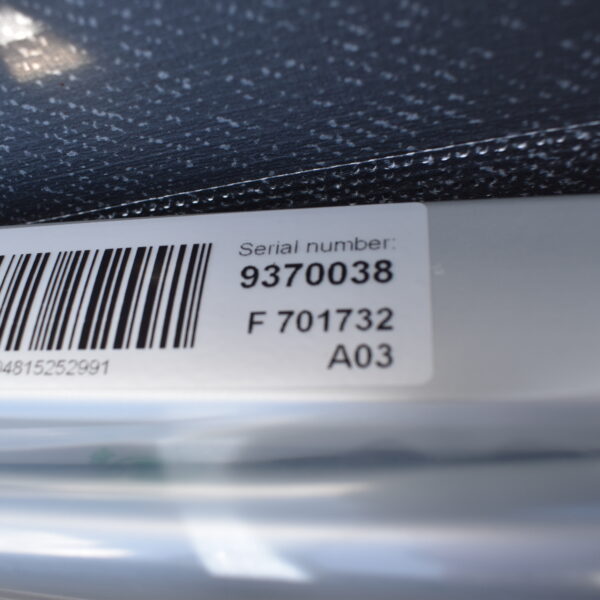 Serial number:
9370038
F 701732
A03
04815252991